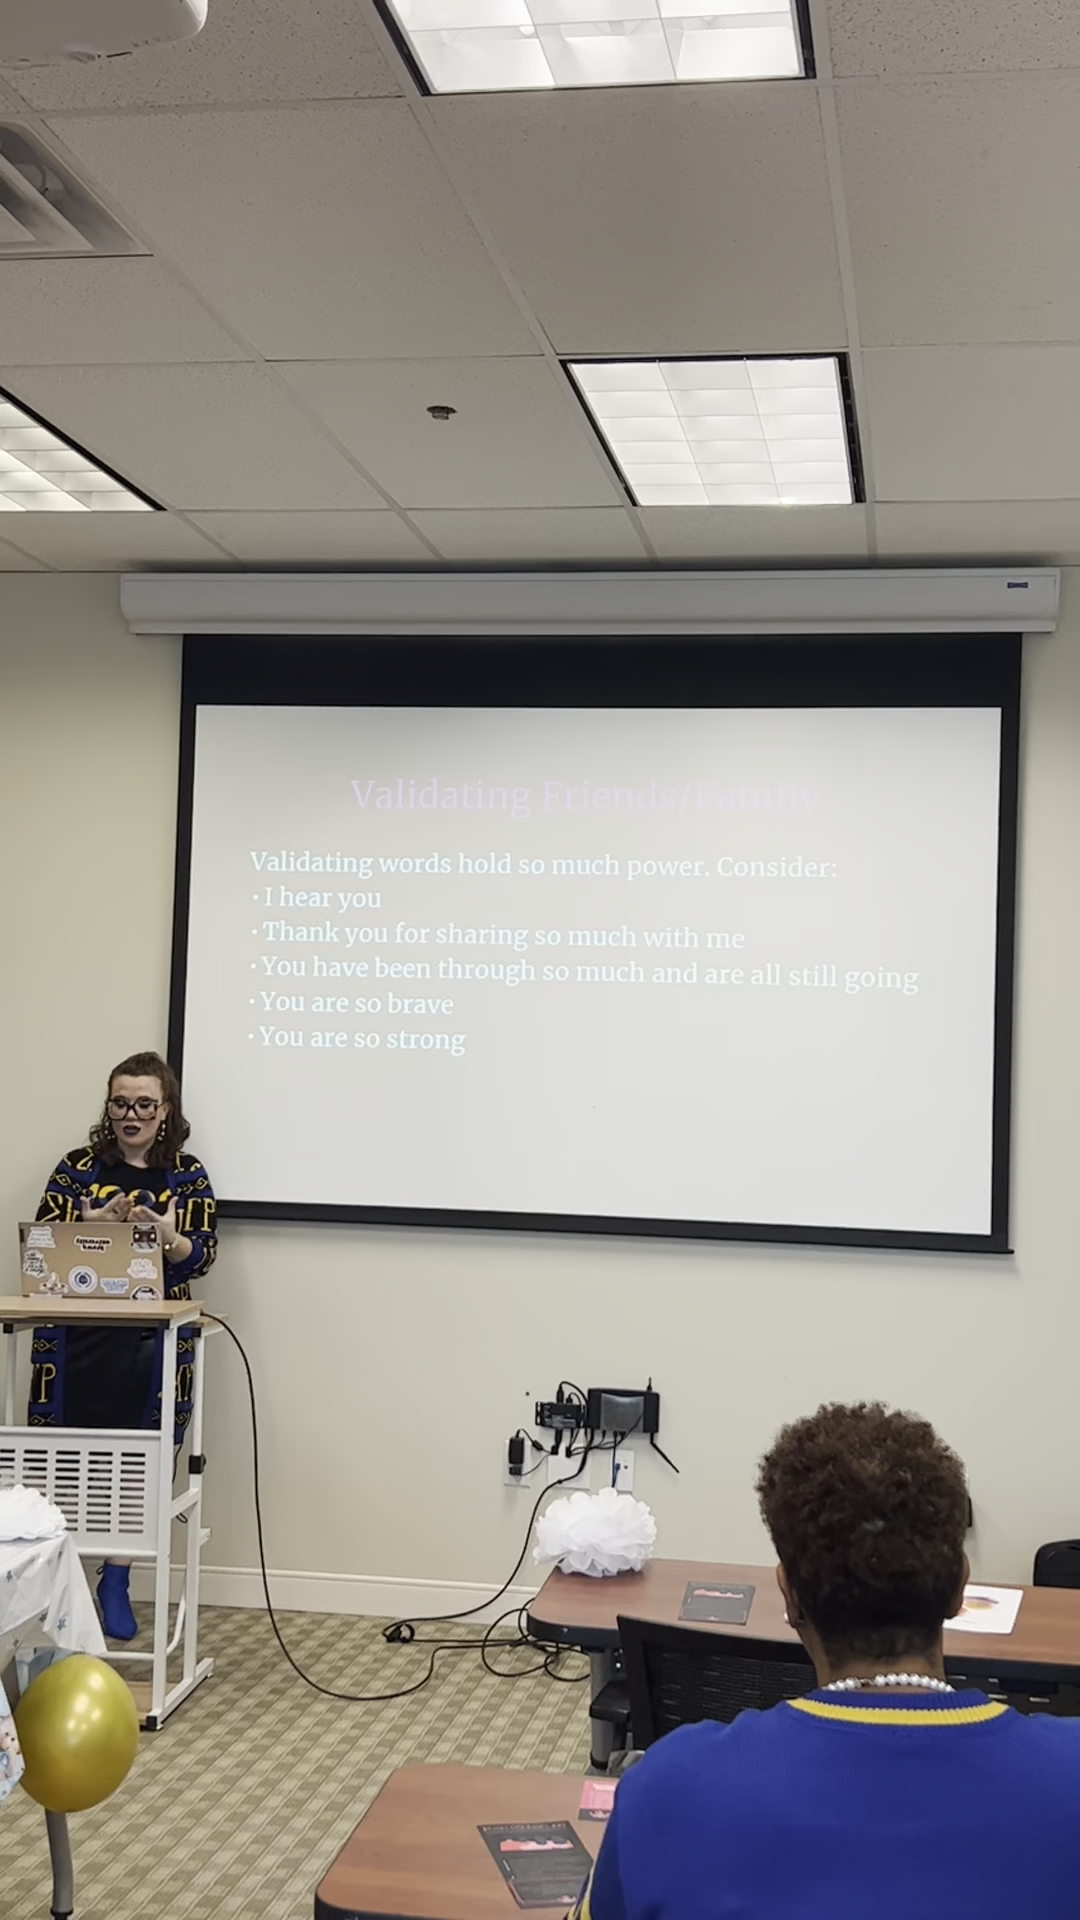 Validating Friends/Family
Validating words hold so much power. Consider:
• I hear you
• Thank you for sharing so much with me
• You have been through so much and are all still going
• You are so brave
• You are so strong
ΣΓΡ